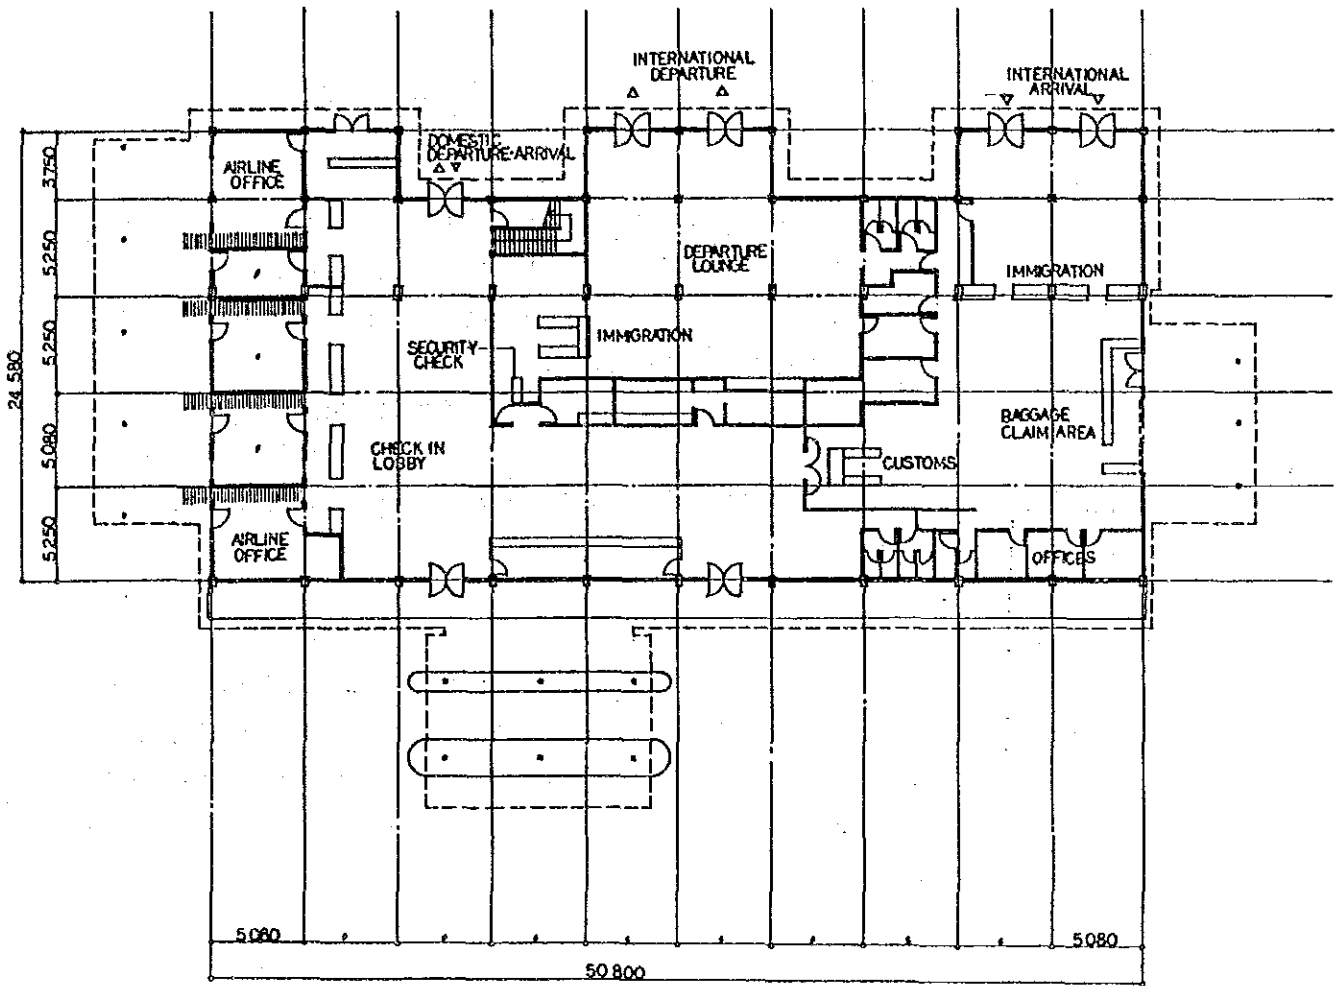 INTERNATIONAL
DEPARTURE
INTERNATIONAL
ARRIVAL
DOMESTIC
DEPARTURE·ARRIVAL
AIRLINE
OFFICE
3750
5250
5250
5080
5250
24 580
DEPARTURE
LOUNGE
IMMIGRATION
IMMIGRATION
SECURITY
CHECK
BAGGAGE
CLAIM AREA
CHECK IN
LOBBY
CUSTOMS
AIRLINE
OFFICE
OFFICES
5080
5080
50 800